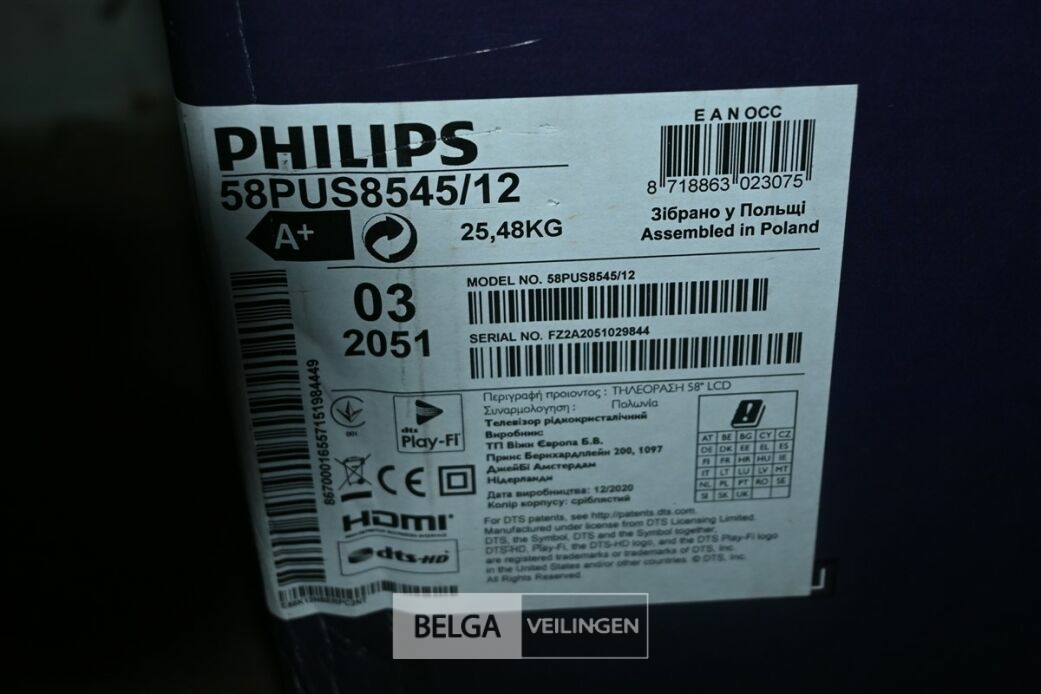 EAN OCC
PHILIPS
58PUS8545/12
8 718863 023075
A+
25,48KG
Зібрано у Польщі
Assembled in Poland
03
2051
MODEL NO. 58PUS8545/12
SERIAL NO. FZ2A2051029844
86700016557151984449
Περιγραφή προιοντος : ΤΗΛΕΟΡΑΣΗ 58" LCD
Συναρμολογηση : Πολωνία
Телевізор рідкокристалічний
Виробник:
ТП Віжн Європа Б.В.
Принс Бернхардплейн 200, 1097
ДжейБі Амстердам
Нідерланди
Дата виробництва: 12/2020
Колір корпусу: сріблястий
dts
Play-Fi
CE
HDMI
dts-HD
AT BE BG CY CZ
DE DK EE EL ES
FI FR HR HU IE
IT LT LU LV MT
NL PL PT RO SE
SI SK UK
For DTS patents, see http://patents.dts.com.
Manufactured under license from DTS Licensing Limited.
DTS, the Symbol, DTS and the Symbol together,
DTS-HD, Play-Fi, the DTS-HD logo, and the DTS Play-Fi logo
are registered trademarks or trademarks of DTS, Inc.
in the United States and/or other countries. © DTS, Inc.
All Rights Reserved.
BELGA VEILINGEN